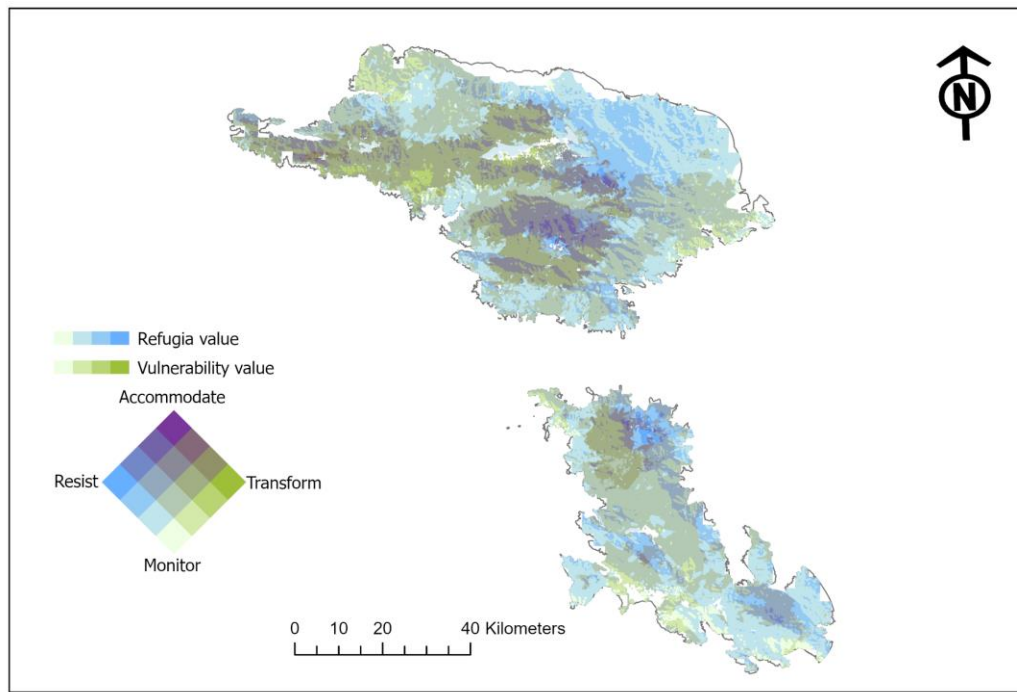 N
Refugia value
Vulnerability value
Accommodate
Resist
Transform
Monitor
0 10 20 40 Kilometers